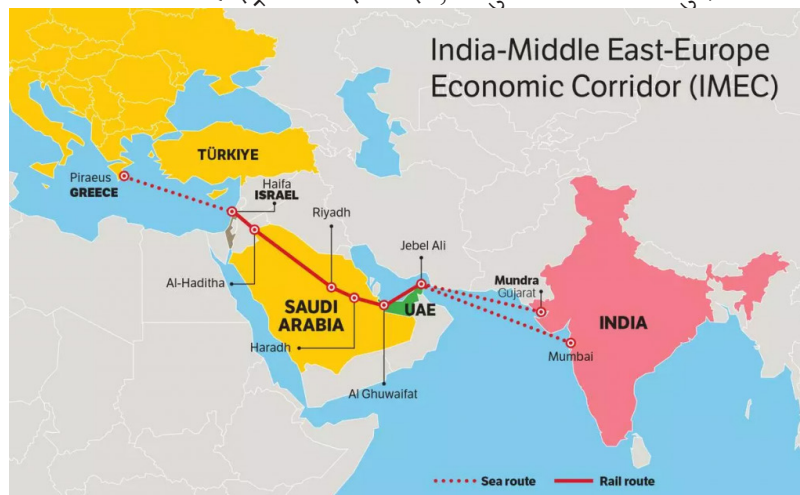 India-Middle East-Europe
Economic Corridor (IMEC)
TÜRKIYE
Piraeus
GREECE
Haifa
ISRAEL
Riyadh
Jebel Ali
Al-Haditha
Mundra
Gujarat
SAUDI
ARABIA
UAE
INDIA
Haradh
Mumbai
Al Ghuwaifat
Sea route
Rail route